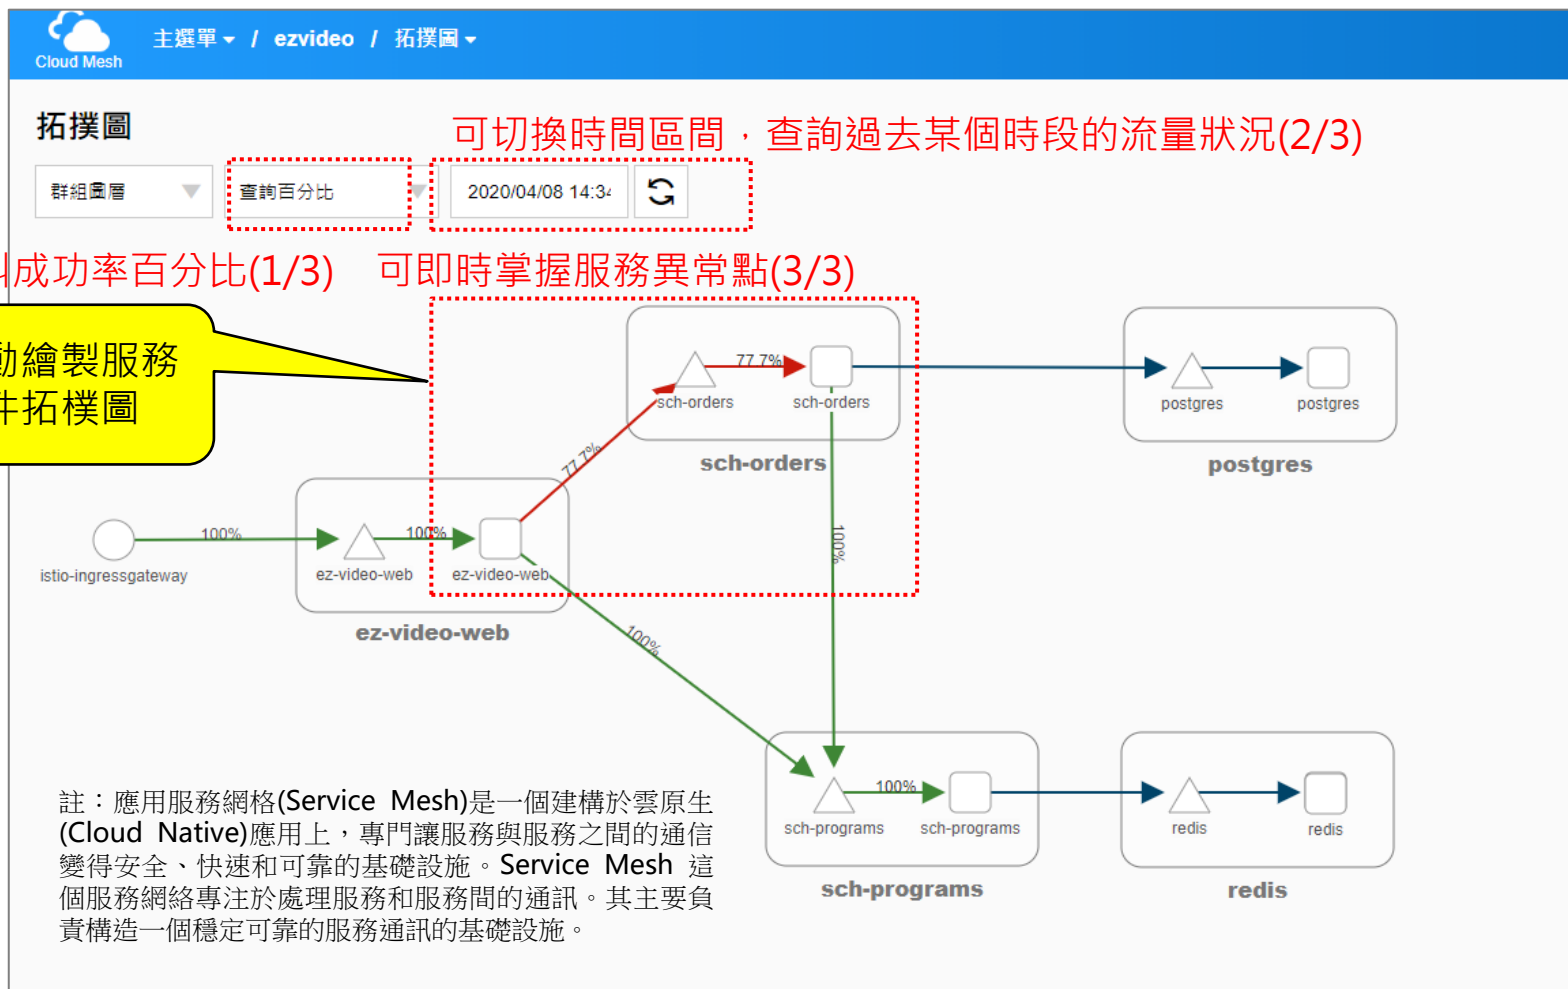 Cloud Mesh
主選單 / ezvideo / 拓撲圖
拓撲圖
可切換時間區間，查詢過去某個時段的流量狀況(2/3)
群組圖層
查詢百分比
2020/04/08 14:34
成功率百分比(1/3)
可即時掌握服務異常點(3/3)
動繪製服務
件拓樸圖
77.7%
sch-orders
sch-orders
sch-orders
postgres
postgres
postgres
77.7%
100%
100%
100%
istio-ingressgateway
ez-video-web
ez-video-web
ez-video-web
100%
100%
sch-programs
sch-programs
sch-programs
redis
redis
redis
註：應用服務網格(Service Mesh)是一個建構於雲原生
(Cloud Native)應用上，專門讓服務與服務之間的通信
變得安全、快速和可靠的基礎設施。Service Mesh 這
個服務網絡專注於處理服務和服務間的通訊。其主要負
責構造一個穩定可靠的服務通訊的基礎設施。